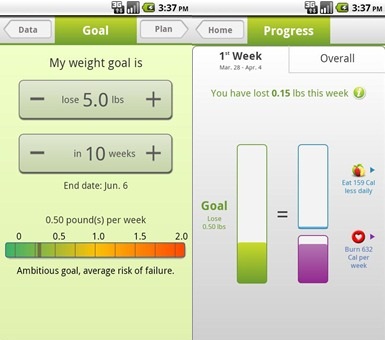 3G
3:37 PM
Data
Goal
Plan
My weight goal is
lose 5.0 lbs
in 10 weeks
End date: Jun. 6
0.50 pound(s) per week
0 0.5 1.0 1.5 2.0
Ambitious goal, average risk of failure.
3G
3:37 PM
Home
Progress
1st Week
Mar. 28 - Apr. 4
Overall
You have lost 0.15 lbs this week
Goal
Lose
0.50 lbs
=
Eat 159 Cal
less daily
Burn 632
Cal per
week